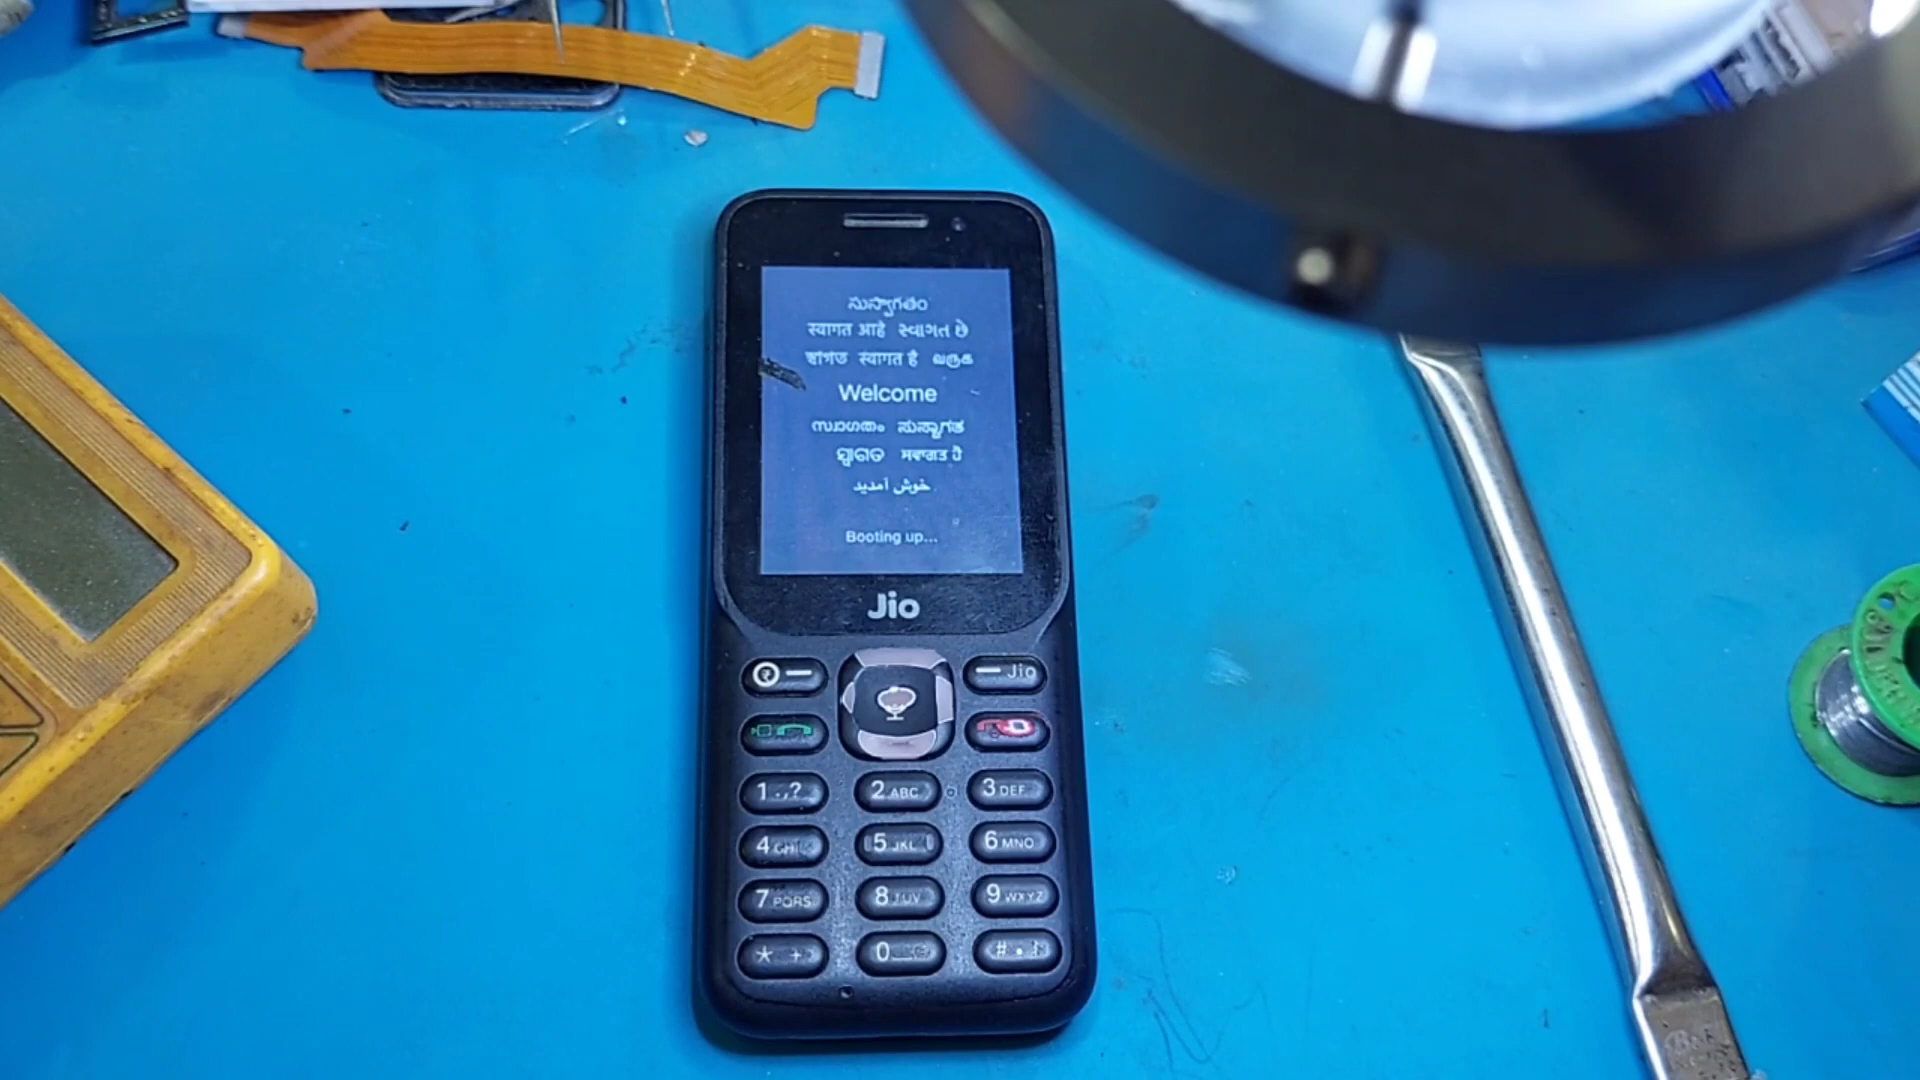 సుస్వాగతం
स्वागत आहे સ્વાગત છે
স্বাগত स्वागत है வருக
Welcome
സ്വാഗതം ಸುಸ್ವಾಗತ
ସ୍ୱାଗତ ਸਵਾਗਤ ਹੈ
خوش آمدید
Booting up...
Jio
Jio
1 .,?
2 ABC
3 DEF
4 GHI
5 JKL
6 MNO
7 PQRS
8 TUV
9 WXYZ
* +
0
#